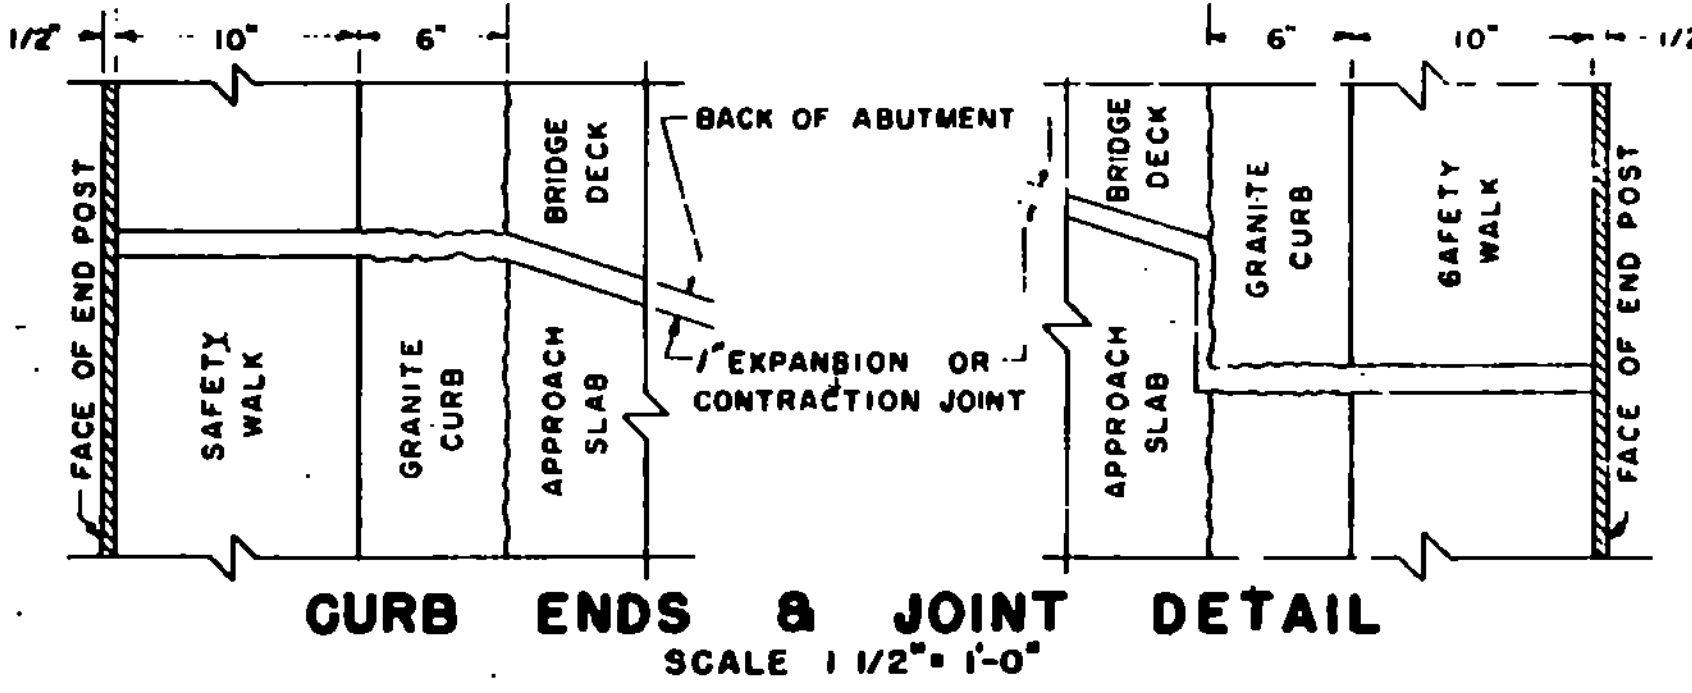 1/2" 10" 6"
6" 10" 1/2
BACK OF ABUTMENT
BRIDGE
DECK
FACE OF END POST
SAFETY
WALK
GRANITE
CURB
APPROACH
SLAB
1" EXPANSION OR
CONTRACTION JOINT
BRIDGE
DECK
APPROACH
SLAB
GRANITE
CURB
SAFETY
WALK
FACE OF END POST
CURB ENDS & JOINT DETAIL
SCALE 1 1/2" = 1'-0"